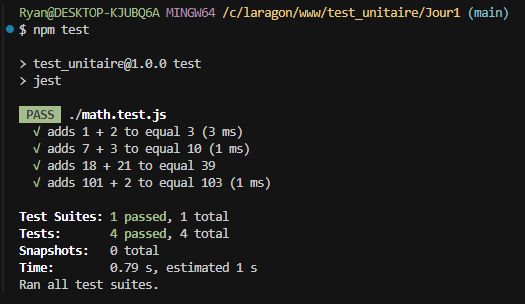 Ryan@DESKTOP-KJUBQ6A MINGW64 /c/laragon/www/test_unitaire/Jour1 (main)
$ npm test
> test_unitaire@1.0.0 test
> jest
PASS ./math.test.js
√ adds 1 + 2 to equal 3 (3 ms)
√ adds 7 + 3 to equal 10 (1 ms)
√ adds 18 + 21 to equal 39
√ adds 101 + 2 to equal 103 (1 ms)
Test Suites: 1 passed, 1 total
Tests: 4 passed, 4 total
Snapshots: 0 total
Time: 0.79 s, estimated 1 s
Ran all test suites.